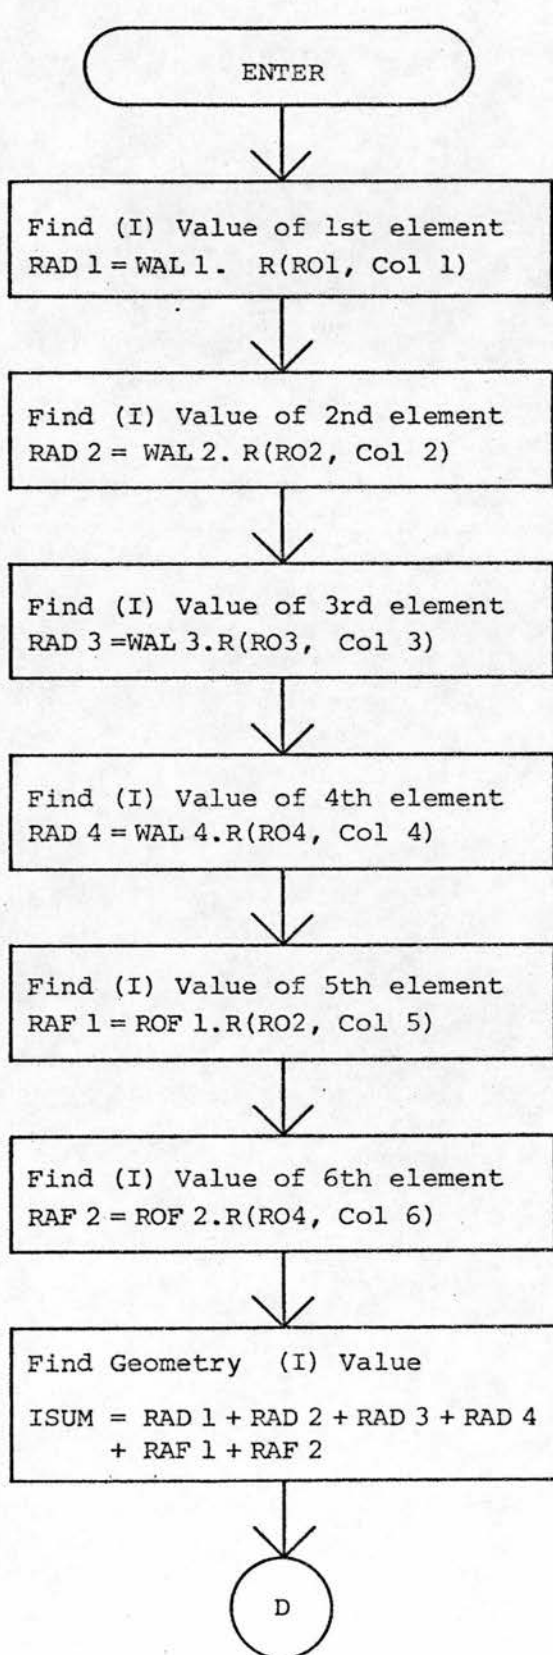 ENTER
Find (I) Value of 1st element
RAD 1 = WAL 1. R(RO1, Col 1)
Find (I) Value of 2nd element
RAD 2 = WAL 2. R(RO2, Col 2)
Find (I) Value of 3rd element
RAD 3 =WAL 3.R(RO3, Col 3)
Find (I) Value of 4th element
RAD 4 = WAL 4.R(RO4, Col 4)
Find (I) Value of 5th element
RAF 1 = ROF 1.R(RO2, Col 5)
Find (I) Value of 6th element
RAF 2 = ROF 2.R(RO4, Col 6)
Find Geometry (I) Value
ISUM = RAD 1 + RAD 2 + RAD 3 + RAD 4
+ RAF 1 + RAF 2
D